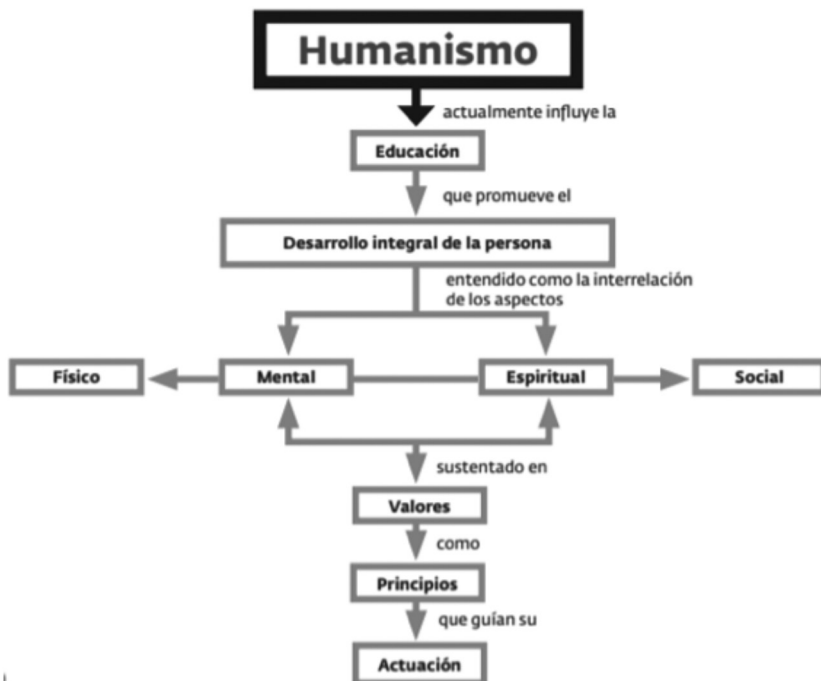 Humanismo
actualmente influye la
Educación
que promueve el
Desarrollo integral de la persona
entendido como la interrelación
de los aspectos
Físico
Mental
Espiritual
Social
sustentado en
Valores
como
Principios
que guían su
Actuación